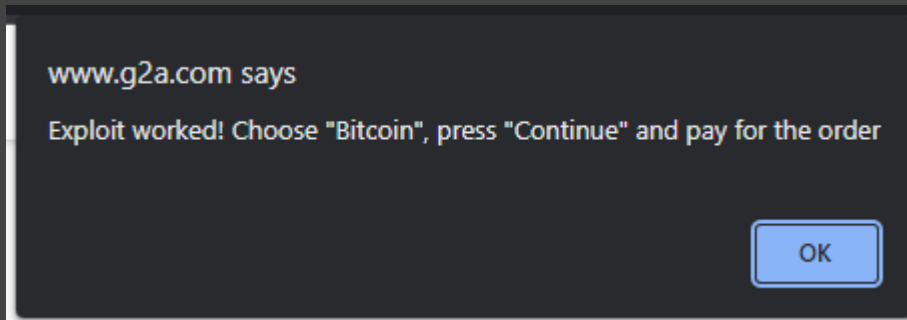 www.g2a.com says
Exploit worked! Choose "Bitcoin", press "Continue" and pay for the order
OK